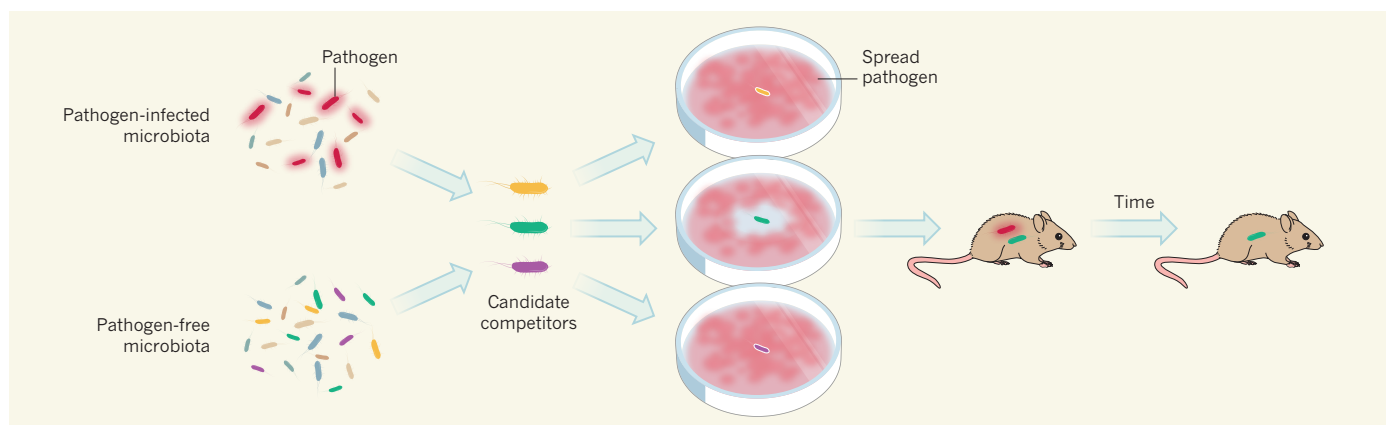 Pathogen
Pathogen-infected
microbiota
Spread
pathogen
Time
Candidate
competitors
Pathogen-free
microbiota